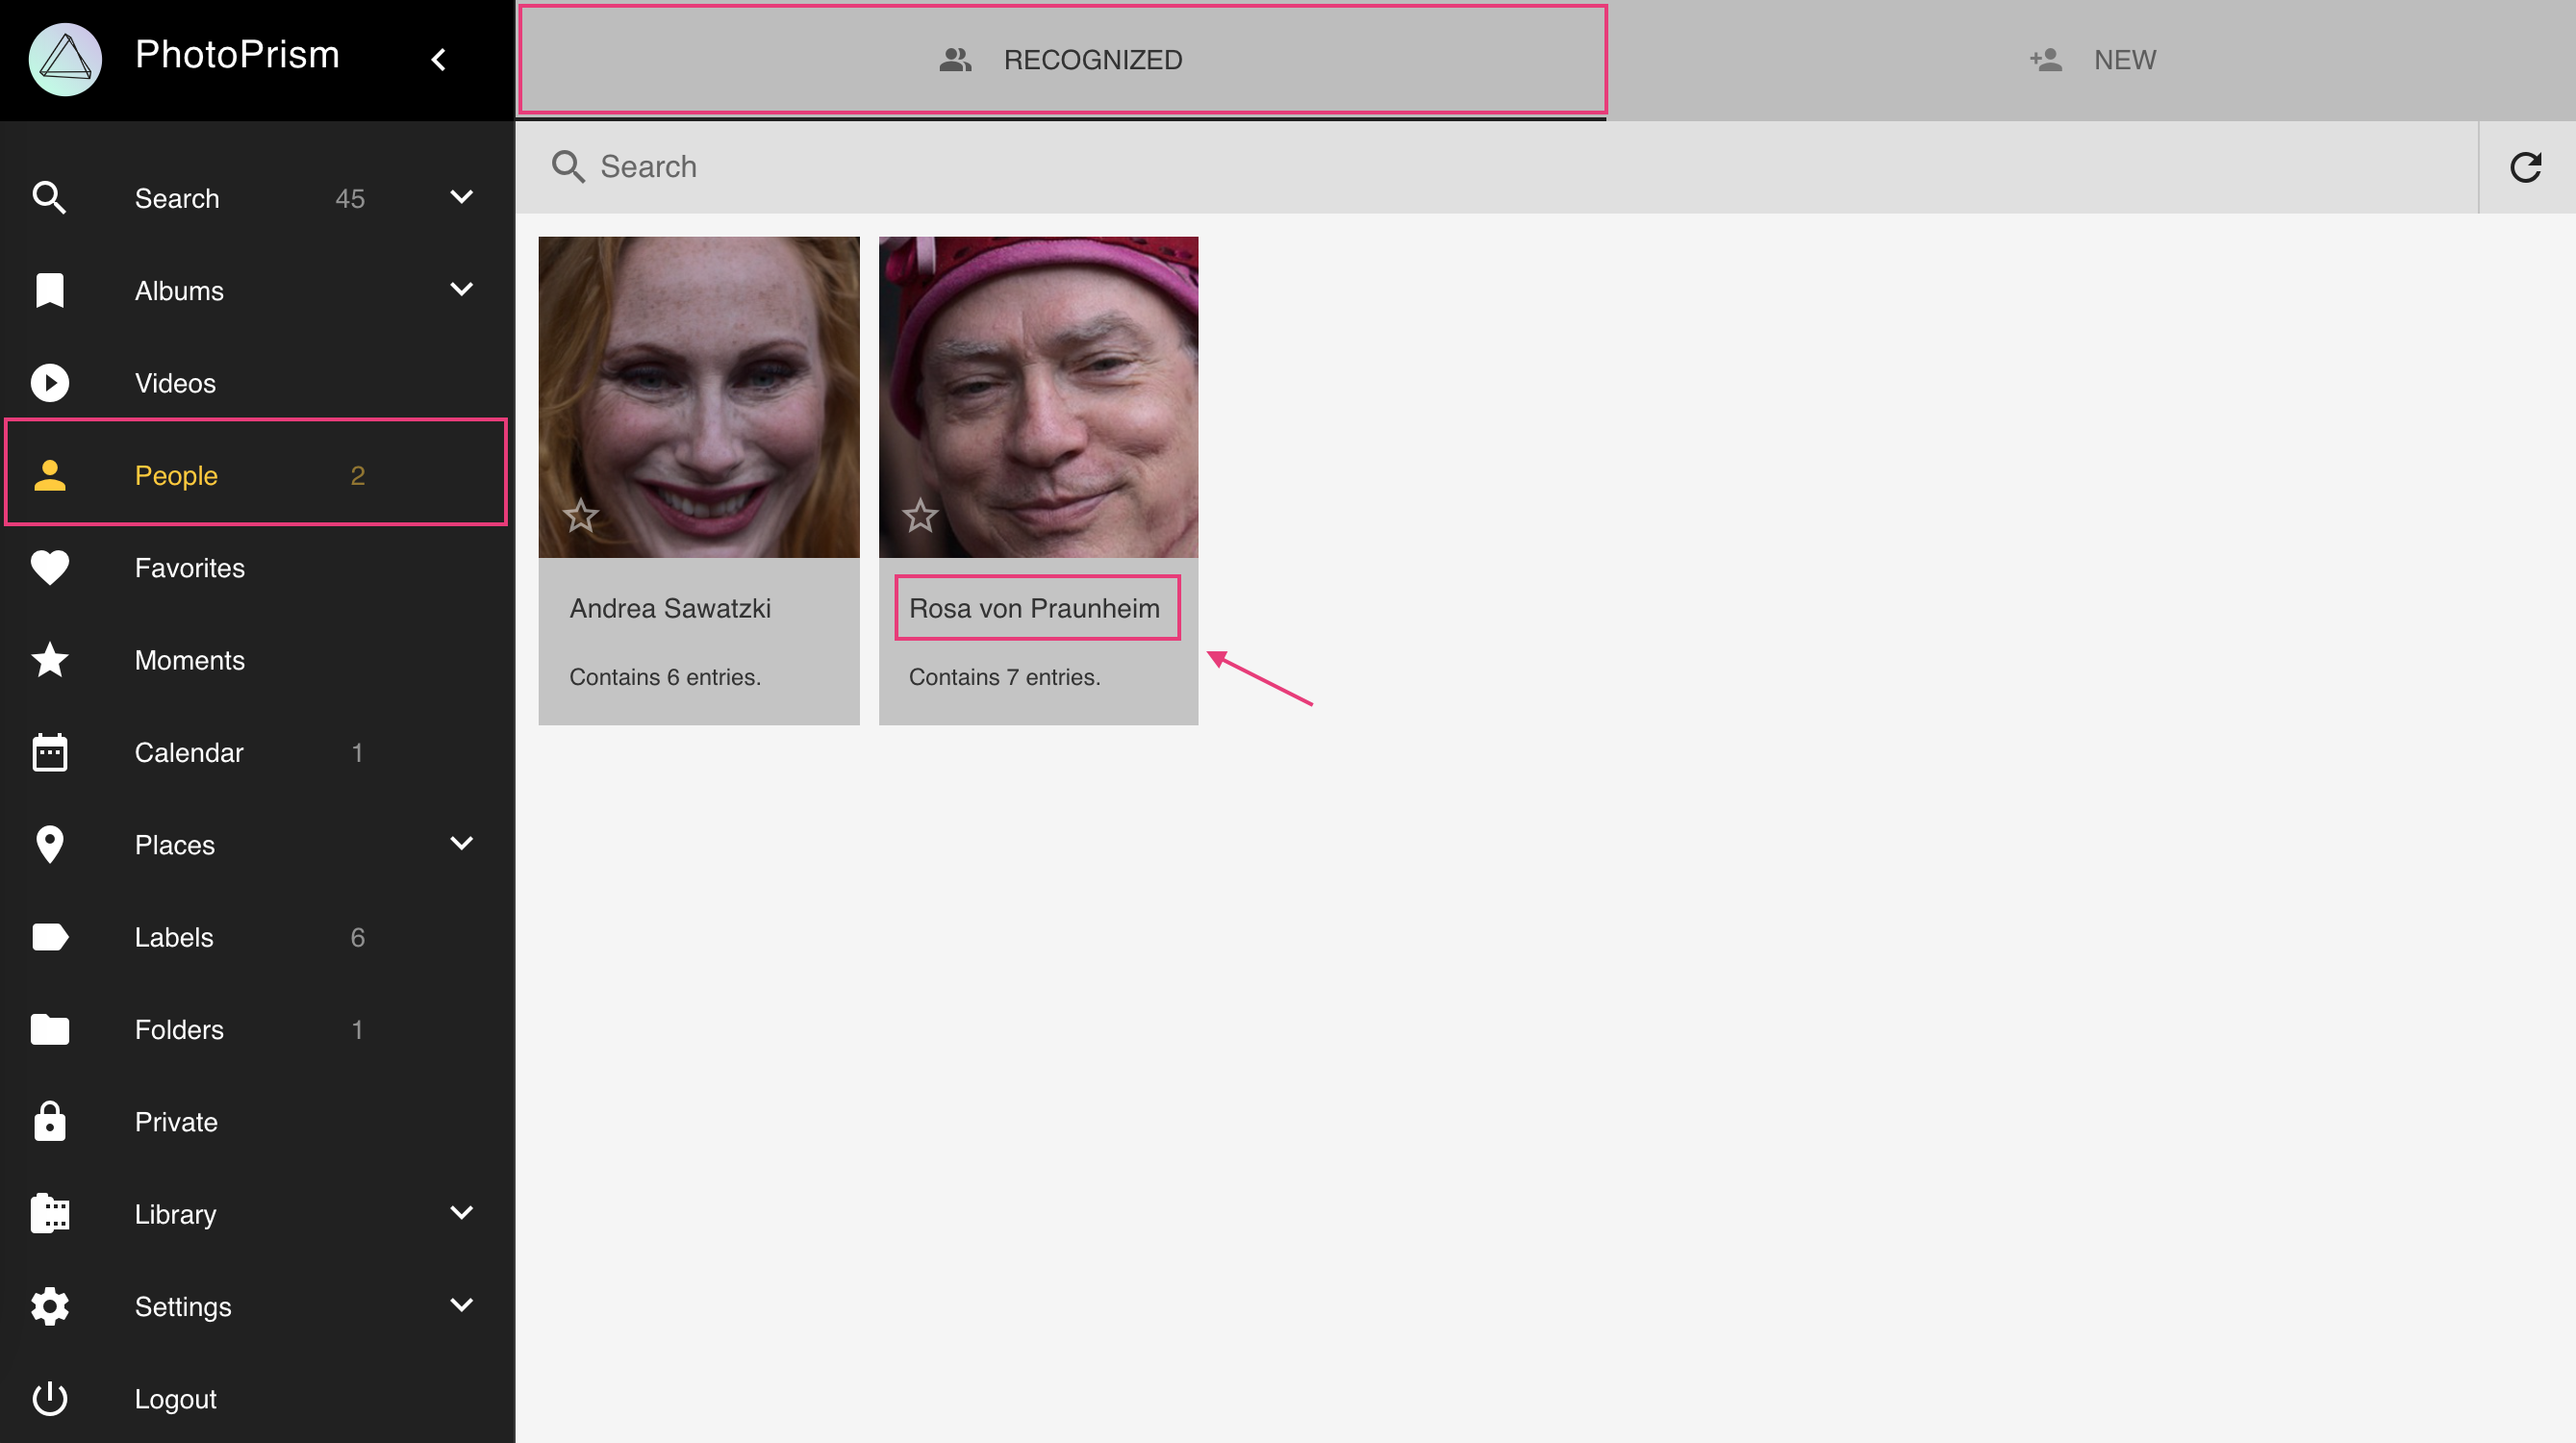 PhotoPrism
Search 45
Albums
Videos
People 2
Favorites
Moments
Calendar 1
Places
Labels 6
Folders 1
Private
Library
Settings
Logout
RECOGNIZED
NEW
Search
Andrea Sawatzki
Contains 6 entries.
Rosa von Praunheim
Contains 7 entries.